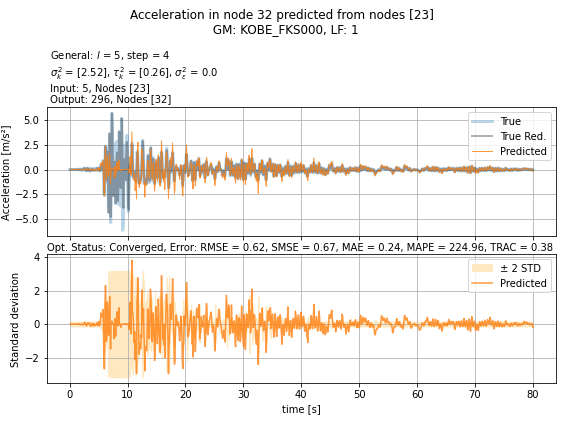 Acceleration in node 32 predicted from nodes [23]
GM: KOBE_FKS000, LF: 1
General: l = 5, step = 4
σ²ₖ = [2.52], τ²ₖ = [0.26], σ²ε = 0.0
Input: 5, Nodes [23]
Output: 296, Nodes [32]
Acceleration [m/s²]
5.0
2.5
0.0
−2.5
−5.0
True
True Red.
Predicted
Opt. Status: Converged, Error: RMSE = 0.62, SMSE = 0.67, MAE = 0.24, MAPE = 224.96, TRAC = 0.38
Standard deviation
4
2
0
−2
± 2 STD
Predicted
0 10 20 30 40 50 60 70 80
time [s]